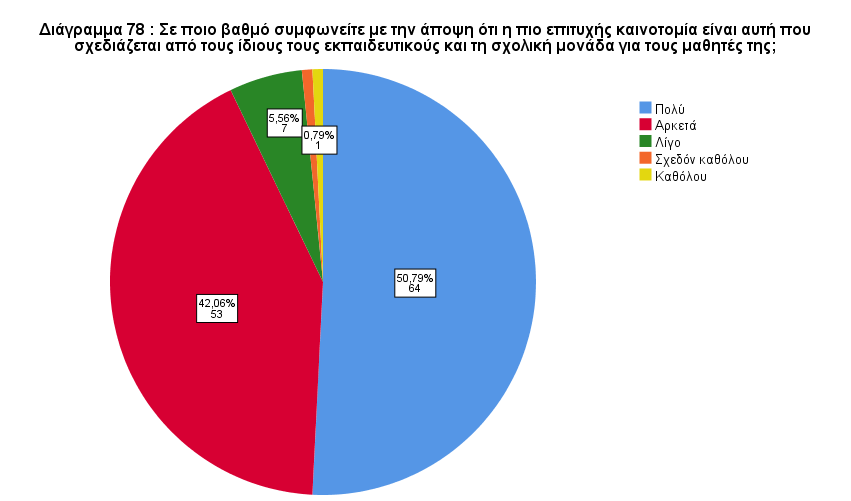 Διάγραμμα 78 : Σε ποιο βαθμό συμφωνείτε με την άποψη ότι η πιο επιτυχής καινοτομία είναι αυτή που
σχεδιάζεται από τους ίδιους τους εκπαιδευτικούς και τη σχολική μονάδα για τους μαθητές της;
Πολύ
Αρκετά
Λίγο
Σχεδόν καθόλου
Καθόλου
5,56%
7
0,79%
1
50,79%
64
42,06%
53